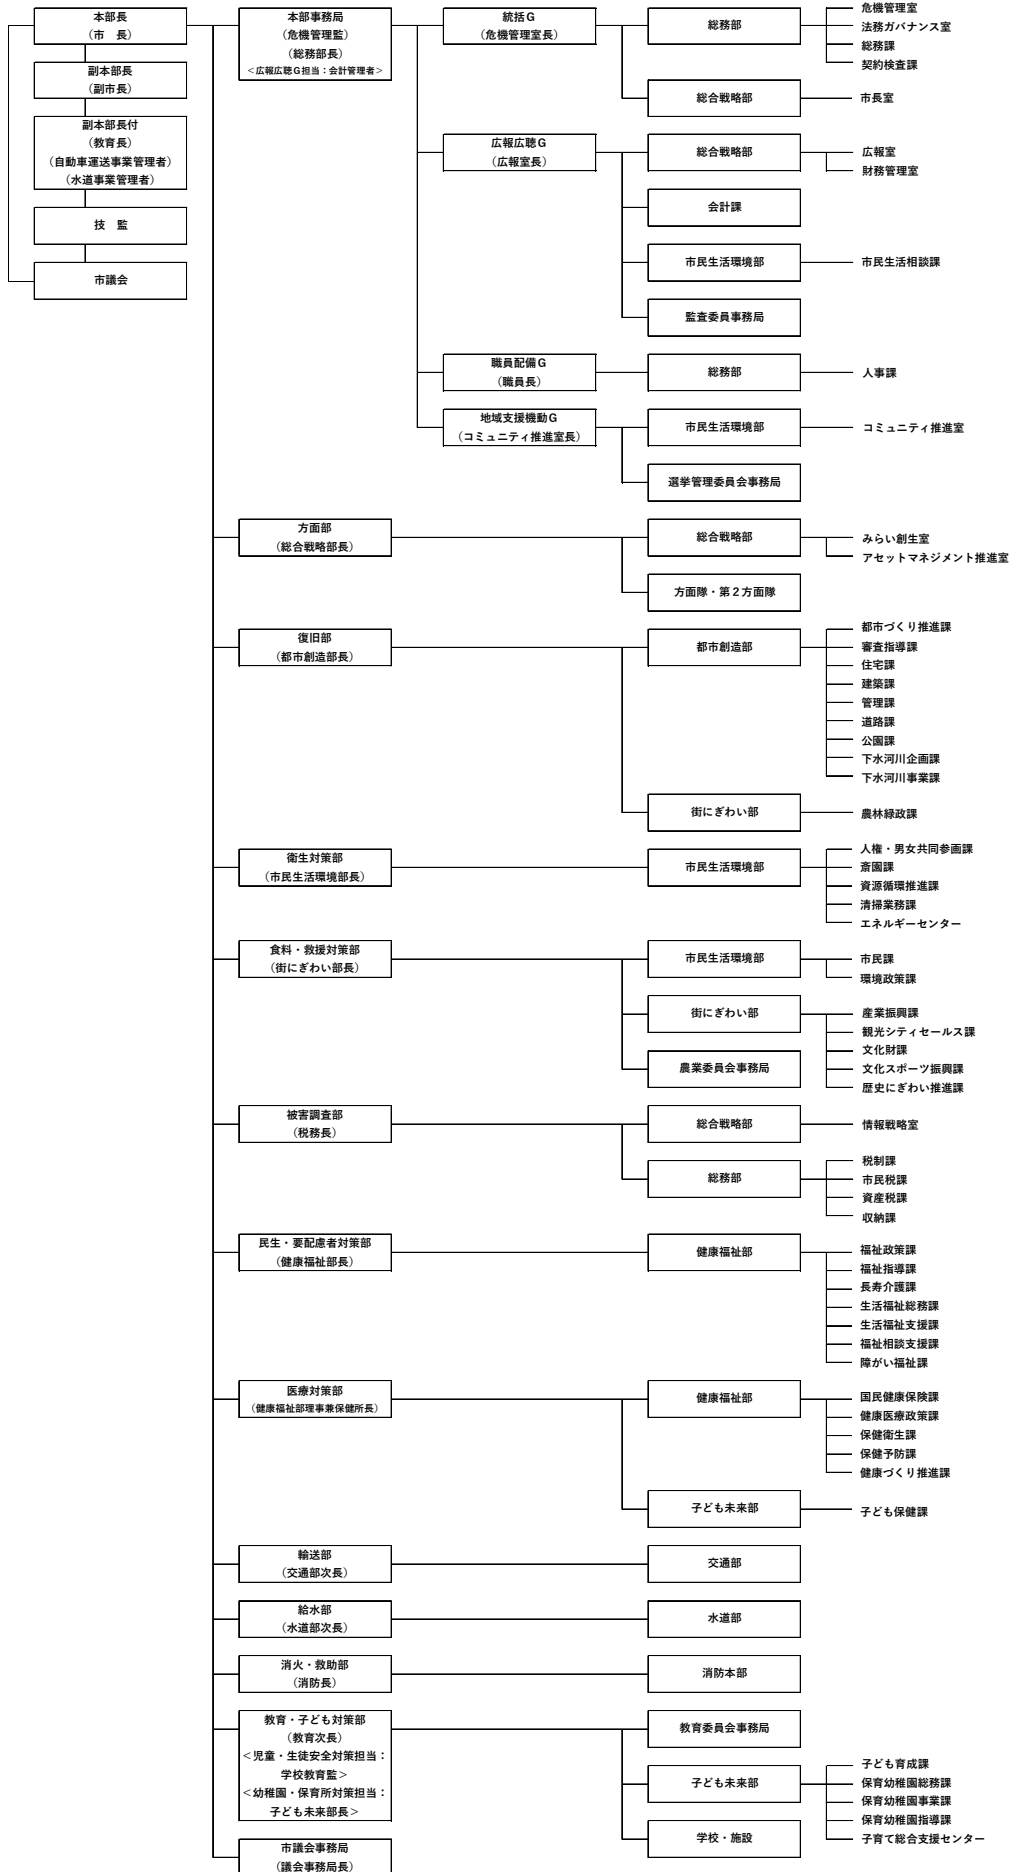 本部長
（市　長）
副本部長
（副市長）
副本部長付
（教育長）
（自動車運送事業管理者）
（水道事業管理者）
技　監
市議会
本部事務局
（危機管理監）
（総務部長）
＜広報広聴Ｇ担当：会計管理者＞
統括Ｇ
（危機管理室長）
総務部
危機管理室
法務ガバナンス室
総務課
契約検査課
総合戦略部
市長室
広報広聴Ｇ
（広報室長）
総合戦略部
広報室
財務管理室
会計課
市民生活環境部
市民生活相談課
監査委員事務局
職員配備Ｇ
（職員長）
総務部
人事課
地域支援機動Ｇ
（コミュニティ推進室長）
市民生活環境部
コミュニティ推進室
選挙管理委員会事務局
方面部
（総合戦略部長）
総合戦略部
みらい創生室
アセットマネジメント推進室
方面隊・第２方面隊
復旧部
（都市創造部長）
都市創造部
都市づくり推進課
審査指導課
住宅課
建築課
管理課
道路課
公園課
下水河川企画課
下水河川事業課
街にぎわい部
農林緑政課
衛生対策部
（市民生活環境部長）
市民生活環境部
人権・男女共同参画課
斎園課
資源循環推進課
清掃業務課
エネルギーセンター
食料・救援対策部
（街にぎわい部長）
市民生活環境部
市民課
環境政策課
街にぎわい部
産業振興課
観光シティセールス課
文化財課
文化スポーツ振興課
歴史にぎわい推進課
農業委員会事務局
被害調査部
（税務長）
総合戦略部
情報戦略室
総務部
税制課
市民税課
資産税課
収納課
民生・要配慮者対策部
（健康福祉部長）
健康福祉部
福祉政策課
福祉指導課
長寿介護課
生活福祉総務課
生活福祉支援課
福祉相談支援課
障がい福祉課
医療対策部
（健康福祉部理事兼保健所長）
健康福祉部
国民健康保険課
健康医療政策課
保健衛生課
保健予防課
健康づくり推進課
子ども未来部
子ども保健課
輸送部
（交通部次長）
交通部
給水部
（水道部次長）
水道部
消火・救助部
（消防長）
消防本部
教育・子ども対策部
（教育次長）
＜児童・生徒安全対策担当：
学校教育監＞
＜幼稚園・保育所対策担当：
子ども未来部長＞
教育委員会事務局
子ども未来部
子ども育成課
保育幼稚園総務課
保育幼稚園事業課
保育幼稚園指導課
子育て総合支援センター
学校・施設
市議会事務局
（議会事務局長）